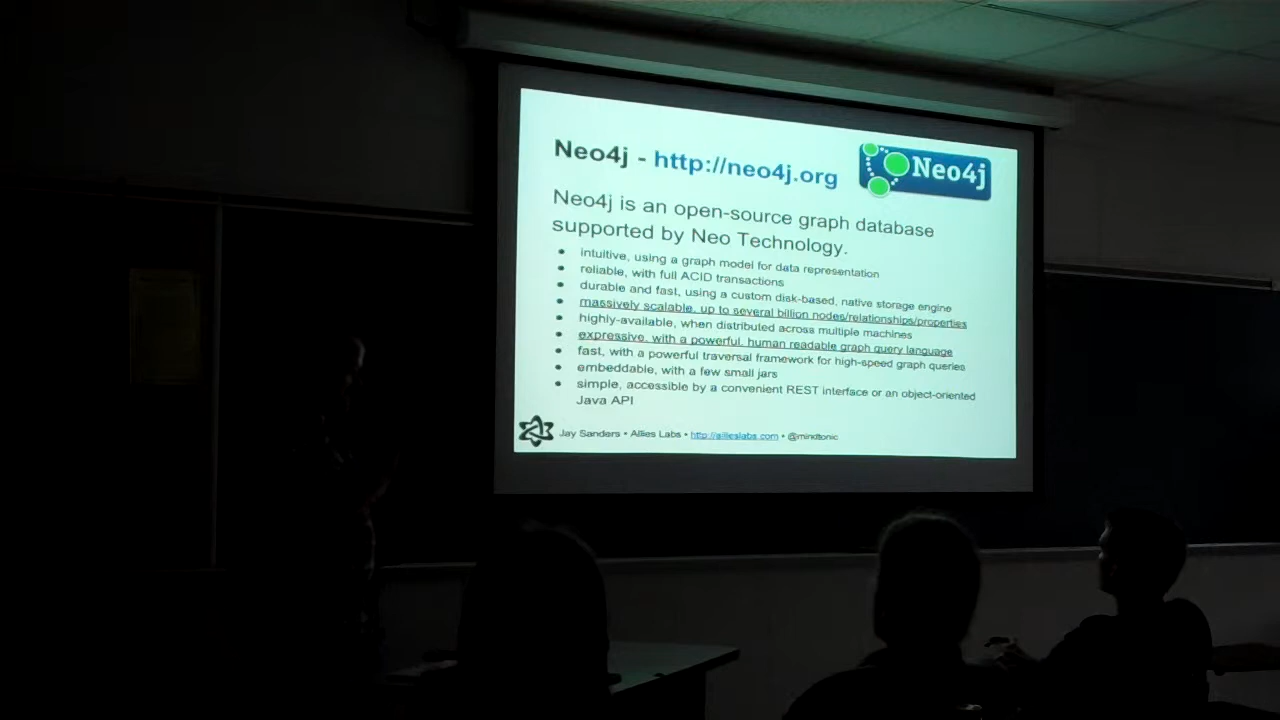 Neo4j - http://neo4j.org
Neo4j
Neo4j is an open-source graph database
supported by Neo Technology.
• intuitive, using a graph model for data representation
• reliable, with full ACID transactions
• durable and fast, using a custom disk-based, native storage engine
• massively scalable, up to several billion nodes/relationships/properties
• highly-available, when distributed across multiple machines
• expressive, with a powerful, human readable graph query language
• fast, with a powerful traversal framework for high-speed graph queries
• embeddable, with a few small jars
• simple, accessible by a convenient REST interface or an object-oriented
Java API
Jay Sanders • Allies Labs • http://allieslabs.com • @mindtonic